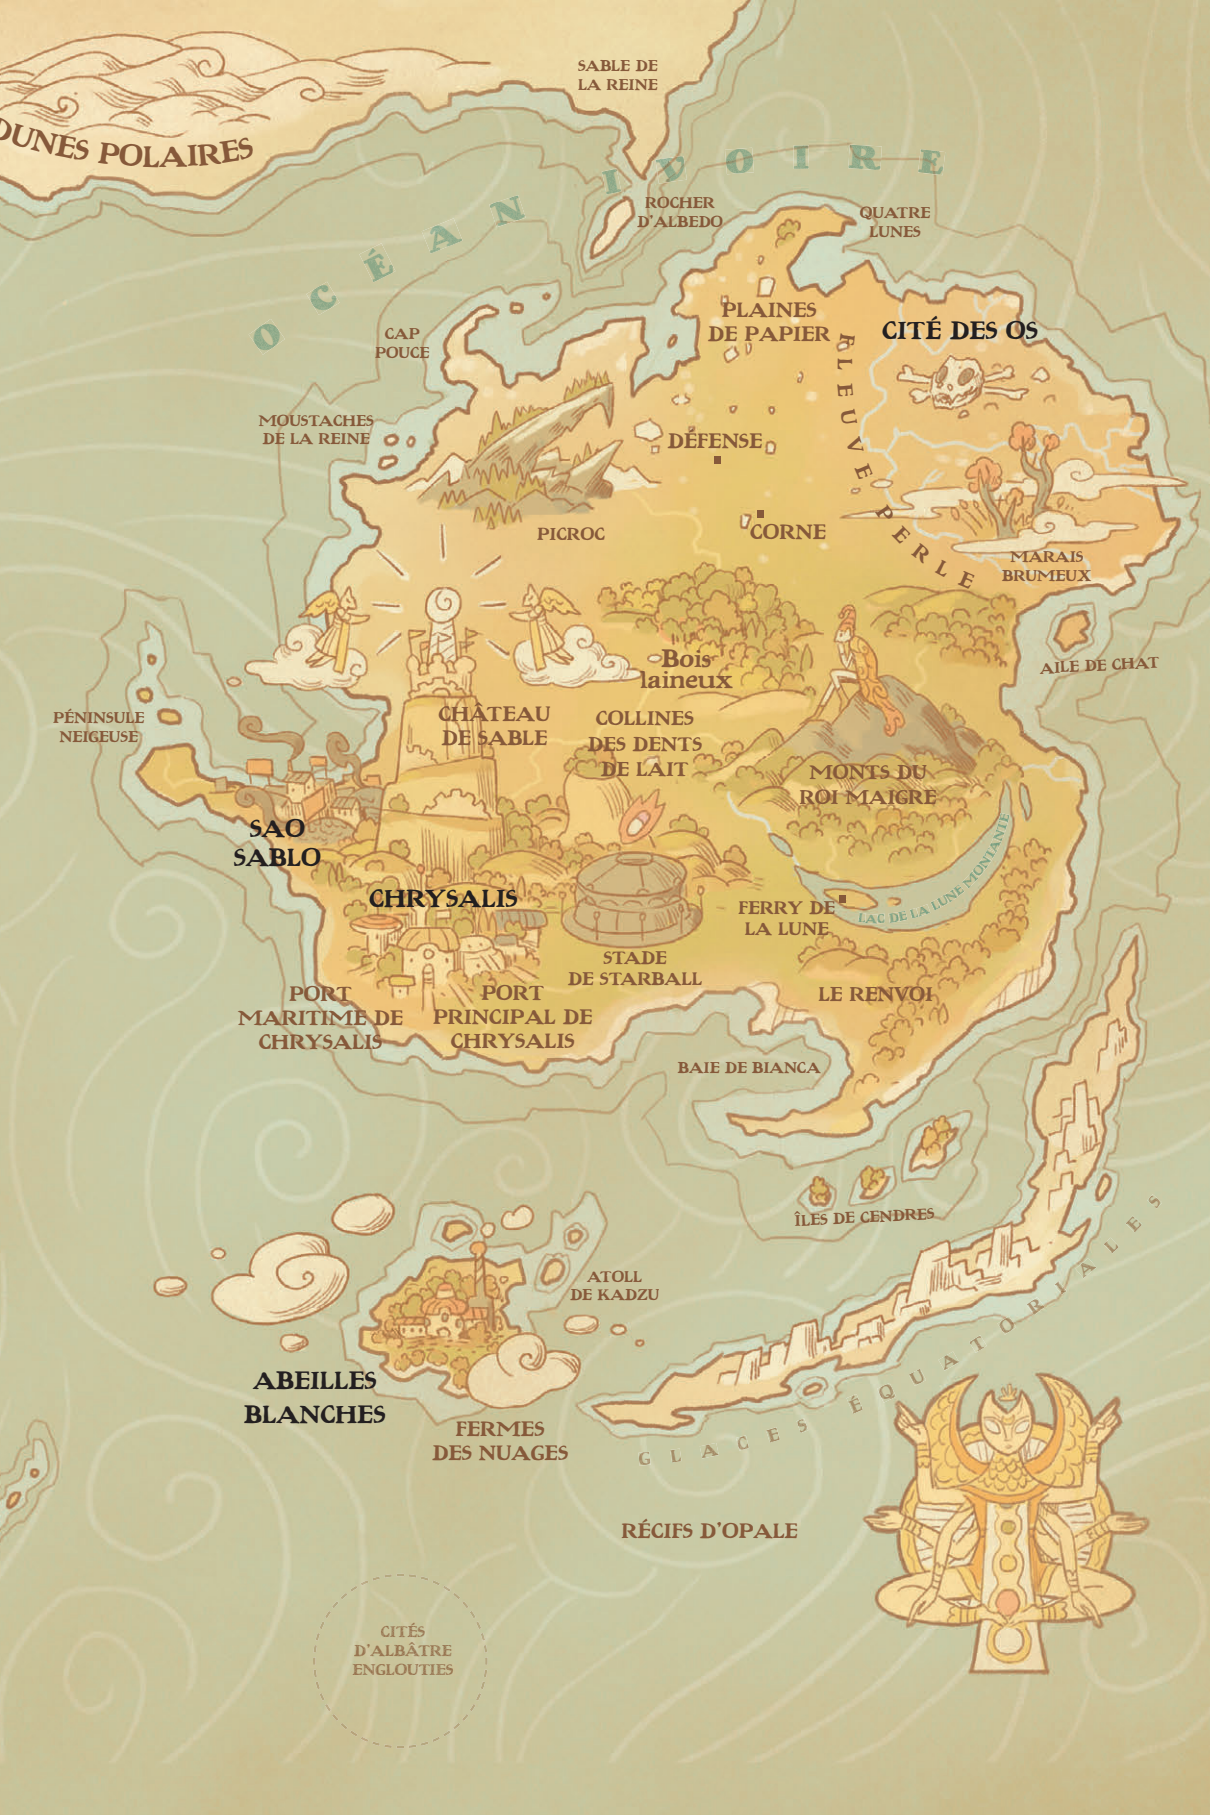 SABLE DE
LA REINE
DUNES POLAIRES
OCÉAN IVOIRE
ROCHER
D'ALBEDO
QUATRE
LUNES
PLAINES
DE PAPIER
CITÉ DES OS
CAP
POUCE
FLEUVE PERLE
MOUSTACHES
DE LA REINE
DÉFENSE
PICROC
CORNE
MARAIS
BRUMEUX
Bois
laineux
AILE DE CHAT
PÉNINSULE
NEIGEUSE
CHÂTEAU
DE SABLE
COLLINES
DES DENTS
DE LAIT
MONTS DU
ROI MAIGRE
SAO
SABLO
CHRYSALIS
FERRY DE
LA LUNE
LAC DE LA LUNE MONTANTE
STADE
DE STARBALL
PORT
MARITIME DE
CHRYSALIS
PORT
PRINCIPAL DE
CHRYSALIS
LE RENVOI
BAIE DE BIANCA
ÎLES DE CENDRES
ATOLL
DE KADZU
ABEILLES
BLANCHES
FERMES
DES NUAGES
GLACES ÉQUATORIALES
RÉCIFS D'OPALE
CITÉS
D'ALBÂTRE
ENGLOUTIES